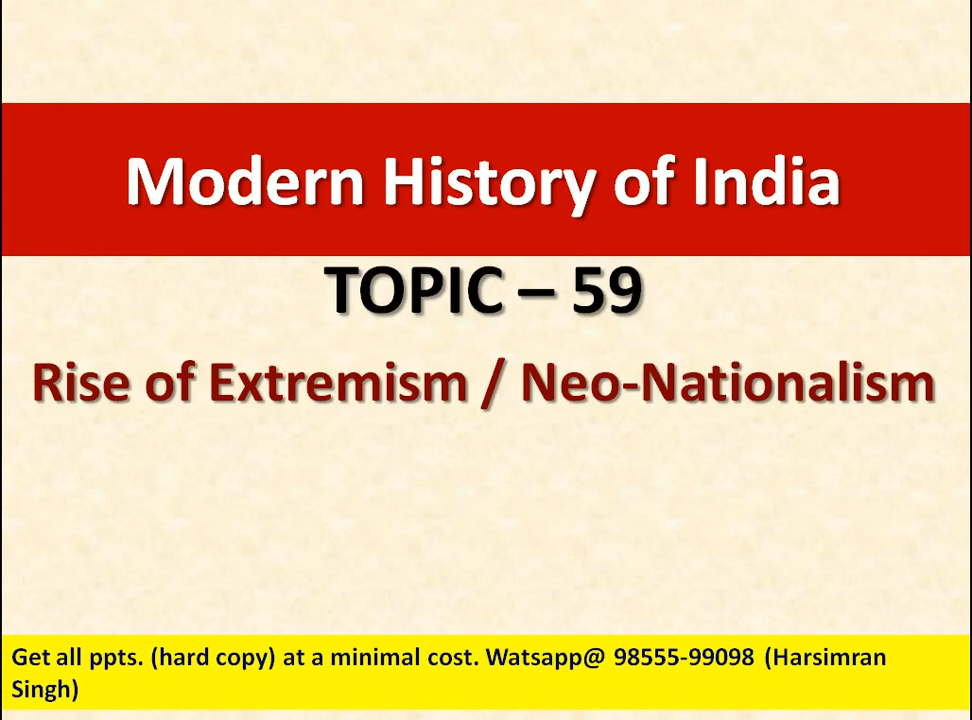 Modern History of India
TOPIC – 59
Rise of Extremism / Neo-Nationalism
Get all ppts. (hard copy) at a minimal cost. Watsapp@ 98555-99098 (Harsimran
Singh)